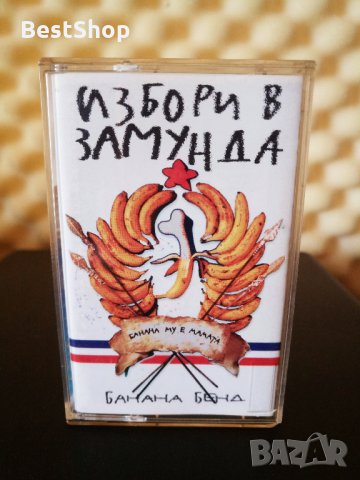 BestShop
ИЗБОРИ В
ЗАМУНДА
БАНАНА МУ Е МАМАТА
БАНАНА БЕНД
BAZAR